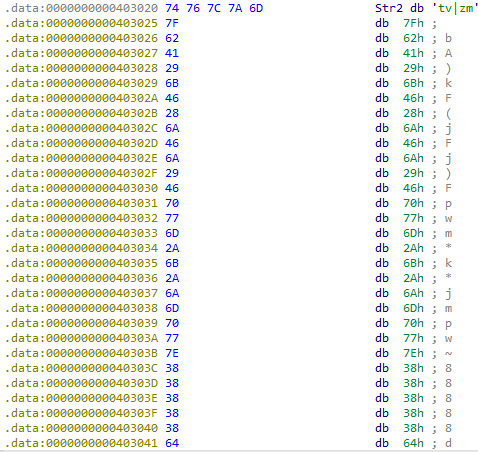 .data:0000000000403020 74 76 7C 7A 6D Str2 db 'tv|zm'
.data:0000000000403025 7F db 7Fh ;
.data:0000000000403026 62 db 62h ; b
.data:0000000000403027 41 db 41h ; A
.data:0000000000403028 29 db 29h ; )
.data:0000000000403029 6B db 6Bh ; k
.data:000000000040302A 46 db 46h ; F
.data:000000000040302B 28 db 28h ; (
.data:000000000040302C 6A db 6Ah ; j
.data:000000000040302D 46 db 46h ; F
.data:000000000040302E 6A db 6Ah ; j
.data:000000000040302F 29 db 29h ; )
.data:0000000000403030 46 db 46h ; F
.data:0000000000403031 70 db 70h ; p
.data:0000000000403032 77 db 77h ; w
.data:0000000000403033 6D db 6Dh ; m
.data:0000000000403034 2A db 2Ah ; *
.data:0000000000403035 6B db 6Bh ; k
.data:0000000000403036 2A db 2Ah ; *
.data:0000000000403037 6A db 6Ah ; j
.data:0000000000403038 6D db 6Dh ; m
.data:0000000000403039 70 db 70h ; p
.data:000000000040303A 77 db 77h ; w
.data:000000000040303B 7E db 7Eh ; ~
.data:000000000040303C 38 db 38h ; 8
.data:000000000040303D 38 db 38h ; 8
.data:000000000040303E 38 db 38h ; 8
.data:000000000040303F 38 db 38h ; 8
.data:0000000000403040 38 db 38h ; 8
.data:0000000000403041 64 db 64h ; d